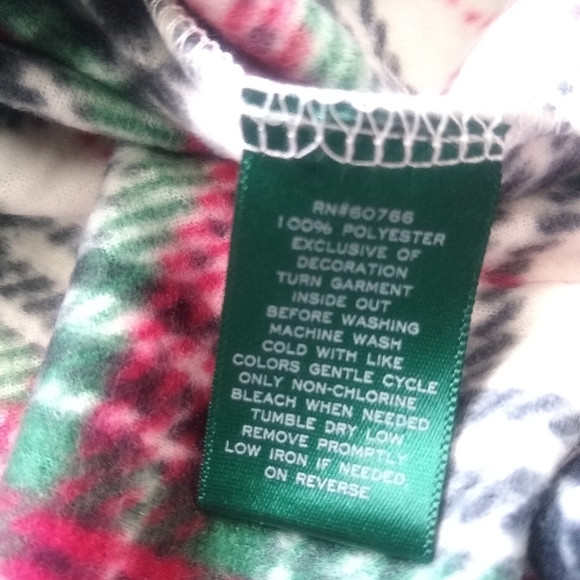 RN#60766
100% POLYESTER
EXCLUSIVE OF
DECORATION
TURN GARMENT
INSIDE OUT
BEFORE WASHING
MACHINE WASH
COLD WITH LIKE
COLORS GENTLE CYCLE
ONLY NON-CHLORINE
BLEACH WHEN NEEDED
TUMBLE DRY LOW
REMOVE PROMPTLY
LOW IRON IF NEEDED.
ON REVERSE